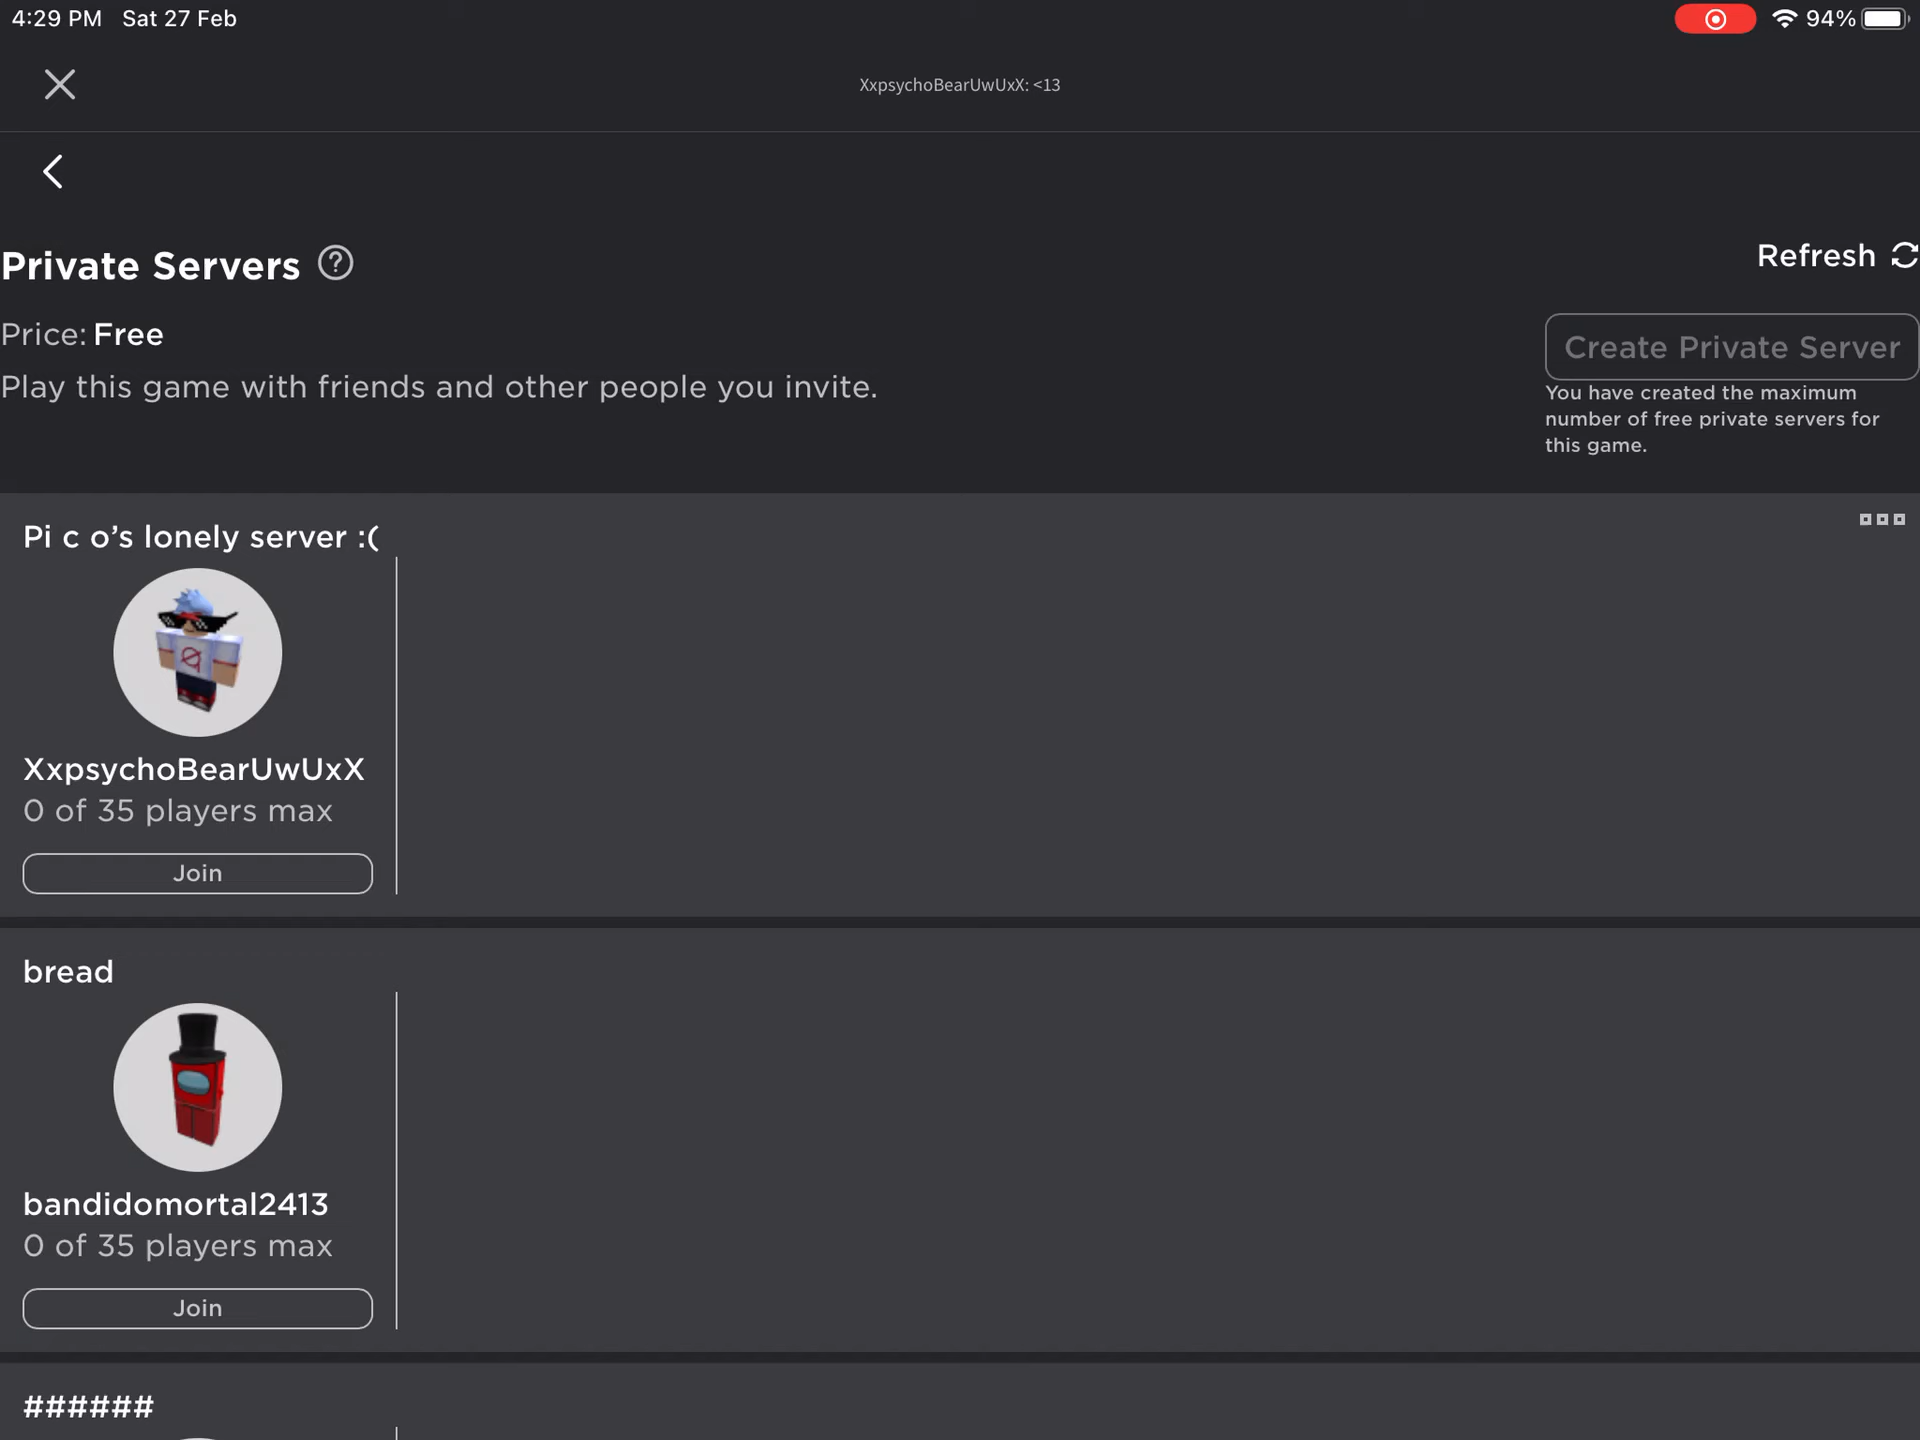 4:29 PM Sat 27 Feb
94%
XxpsychoBearUwUxX: <13
Private Servers ?
Refresh
Price: Free
Create Private Server
Play this game with friends and other people you invite.
You have created the maximum
number of free private servers for
this game.
Pi c o’s lonely server :(
XxpsychoBearUwUxX
0 of 35 players max
Join
bread
bandidomortal2413
0 of 35 players max
Join
######